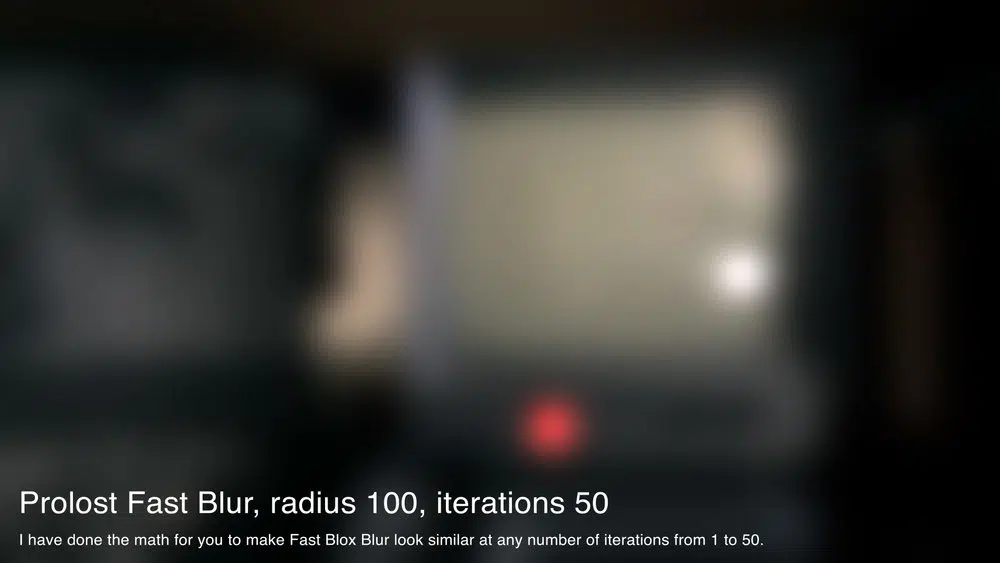 Prolost Fast Blur, radius 100, iterations 50
I have done the math for you to make Fast Blox Blur look similar at any number of iterations from 1 to 50.